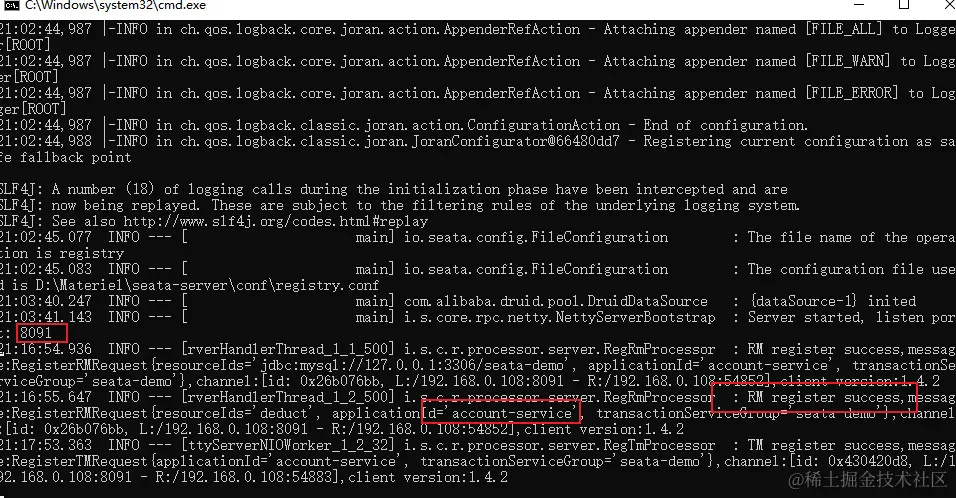 C:\Windows\system32\cmd.exe
21:02:44,987 |-INFO in ch.qos.logback.core.joran.action.AppenderRefAction - Attaching appender named [FILE_ALL] to Logg
er[ROOT]
21:02:44,987 |-INFO in ch.qos.logback.core.joran.action.AppenderRefAction - Attaching appender named [FILE_WARN] to Log
ger[ROOT]
21:02:44,987 |-INFO in ch.qos.logback.core.joran.action.AppenderRefAction - Attaching appender named [FILE_ERROR] to Lo
gger[ROOT]
21:02:44,987 |-INFO in ch.qos.logback.classic.joran.action.ConfigurationAction - End of configuration.
21:02:44,988 |-INFO in ch.qos.logback.classic.joran.JoranConfigurator@66480dd7 - Registering current configuration as sa
fe fallback point
SLF4J: A number (18) of logging calls during the initialization phase have been intercepted and are
SLF4J: now being replayed. These are subject to the filtering rules of the underlying logging system.
SLF4J: See also http://www.slf4j.org/codes.html#replay
21:02:45.077 INFO --- [ main] io.seata.config.FileConfiguration : The file name of the opera
tion is registry
21:02:45.083 INFO --- [ main] io.seata.config.FileConfiguration : The configuration file use
d is D:\Materiel\seata-server\conf\registry.conf
21:03:40.247 INFO --- [ main] com.alibaba.druid.pool.DruidDataSource : {dataSource-1} inited
21:03:41.143 INFO --- [ main] i.s.core.rpc.netty.NettyServerBootstrap : Server started, listen por
t: 8091
21:16:54.936 INFO --- [rverHandlerThread_1_1_500] i.s.c.r.processor.server.RegRmProcessor : RM register success,messag
e:RegisterRMRequest{resourceIds='jdbc:mysql://127.0.0.1:3306/seata-demo', applicationId='account-service', transactionSe
rviceGroup='seata-demo'},channel:[id: 0x26b076bb, L:/192.168.0.108:8091 - R:/192.168.0.108:54852],client version:1.4.2
21:16:55.647 INFO --- [rverHandlerThread_1_2_500] i.s.c.r.processor.server.RegRmProcessor : RM register success,messag
e:RegisterRMRequest{resourceIds='deduct', applicationId='account-service', transactionServiceGroup='seata-demo'},channel
:[id: 0x26b076bb, L:/192.168.0.108:8091 - R:/192.168.0.108:54852],client version:1.4.2
21:17:53.363 INFO --- [ttyServerNIOWorker_1_2_32] i.s.c.r.processor.server.RegTmProcessor : TM register success,messag
e:RegisterTMRequest{applicationId='account-service', transactionServiceGroup='seata-demo'},channel:[id: 0x430420d8, L:/1
92.168.0.108:8091 - R:/192.168.0.108:54883],client version:1.4.2
@稀土掘金技术社区